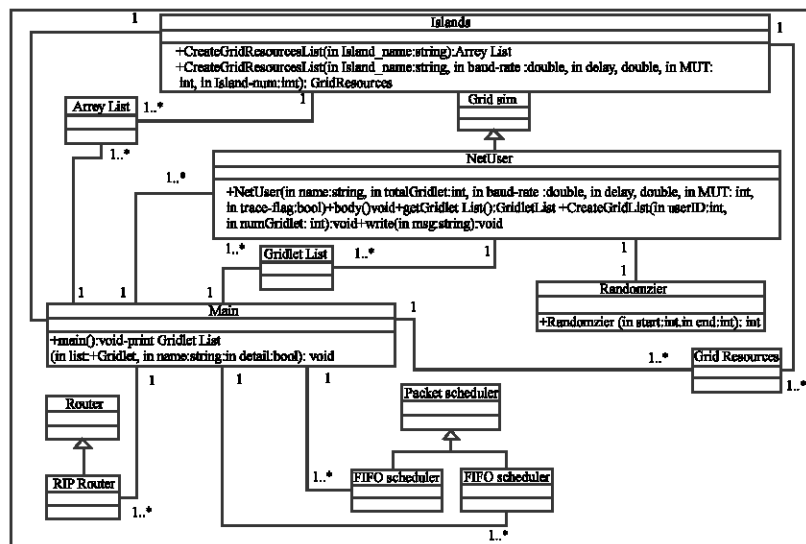 Islands
1
1
+CreateGridResourcesList(in Island_name:string):Arrey List
+CreateGridResourcesList(in Island_name:string, in baud-rate :double, in delay, double, in MUT:
int, in Island-num:imt): GridResources
Arrey List
1..*
1
Grid sim
1..*
NetUser
1..*
+NetUser(in name:string, in totalGridlet:int, in baud-rate :double, in delay, double, in MUT: int,
in trace-flag:bool)+body()void+getGridlet List():GridletList +CreateGridList(in userID:int,
in numGridlet: int):void+write(in msg:string):void
1..*
Gridlet List
1..*
1
1
1
1
1
1
Randomzier
Main
1
+Randomzier (in start:int.in end:int): int
+main():void-print Gridlet List
(in list:+Gridlet, in name:string:in detail:bool): void
1..*
Grid Resources
1..*
1
1
1
Router
Packet scheduler
RIP Router
1..*
FIFO scheduler
FIFO scheduler
1..*
1..*